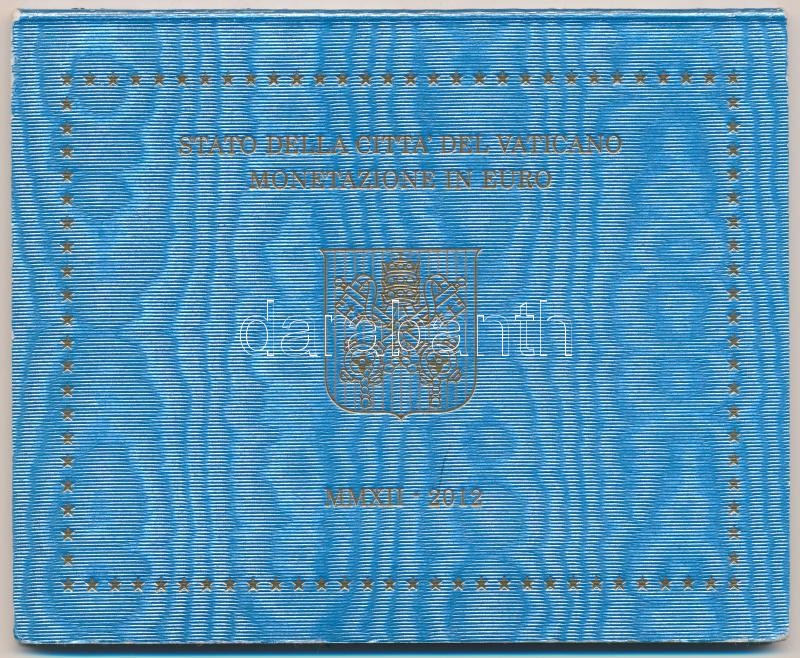 STATO DELLA CITTA' DEL VATICANO
MONETAZIONE IN EURO
darabanth
MMXII - 2012